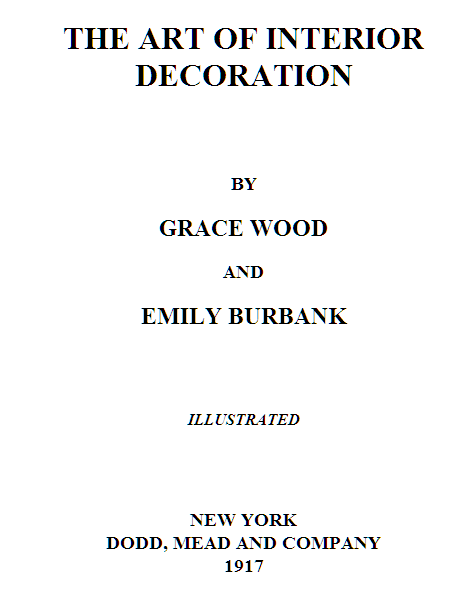 THE ART OF INTERIOR
DECORATION
BY
GRACE WOOD
AND
EMILY BURBANK
ILLUSTRATED
NEW YORK
DODD, MEAD AND COMPANY
1917